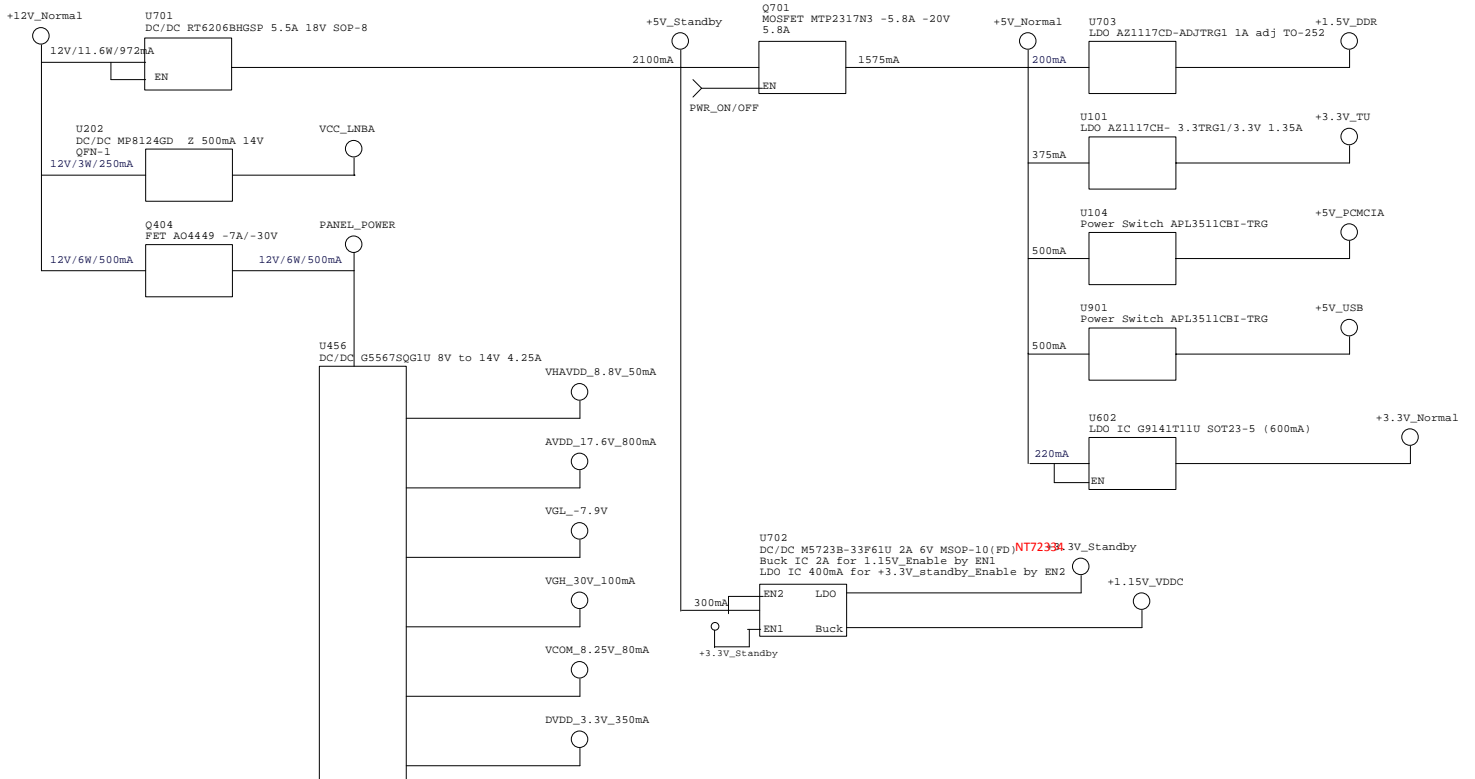 +12V_Normal
U701
DC/DC RT6206BHGSP 5.5A 18V SOP-8
12V/11.6W/972mA
EN
U202
DC/DC MP8124GD  Z 500mA 14V
QFN-1
12V/3W/250mA
VCC_LNBA
Q404
FET AO4449 -7A/-30V
12V/6W/500mA
12V/6W/500mA
PANEL_POWER
U456
DC/DC G5567SQG1U 8V to 14V 4.25A
VHAVDD_8.8V_50mA
AVDD_17.6V_800mA
VGL_-7.9V
VGH_30V_100mA
VCOM_8.25V_80mA
DVDD_3.3V_350mA
+5V_Standby
2100mA
Q701
MOSFET MTP2317N3 -5.8A -20V
5.8A
EN
PWR_ON/OFF
1575mA
+5V_Normal
U703
LDO AZ1117CD-ADJTRG1 1A adj TO-252
200mA
+1.5V_DDR
U101
LDO AZ1117CH- 3.3TRG1/3.3V 1.35A
375mA
+3.3V_TU
U104
Power Switch APL3511CBI-TRG
500mA
+5V_PCMCIA
U901
Power Switch APL3511CBI-TRG
500mA
+5V_USB
U602
LDO IC G9141T11U SOT23-5 (600mA)
220mA
EN
+3.3V_Normal
U702
DC/DC M5723B-33F61U 2A 6V MSOP-10(FD)
NT72334
+3.3V_Standby
Buck IC 2A for 1.15V_Enable by EN1
LDO IC 400mA for +3.3V_standby_Enable by EN2
+1.15V_VDDC
300mA
EN2
LDO
EN1
Buck
+3.3V_Standby